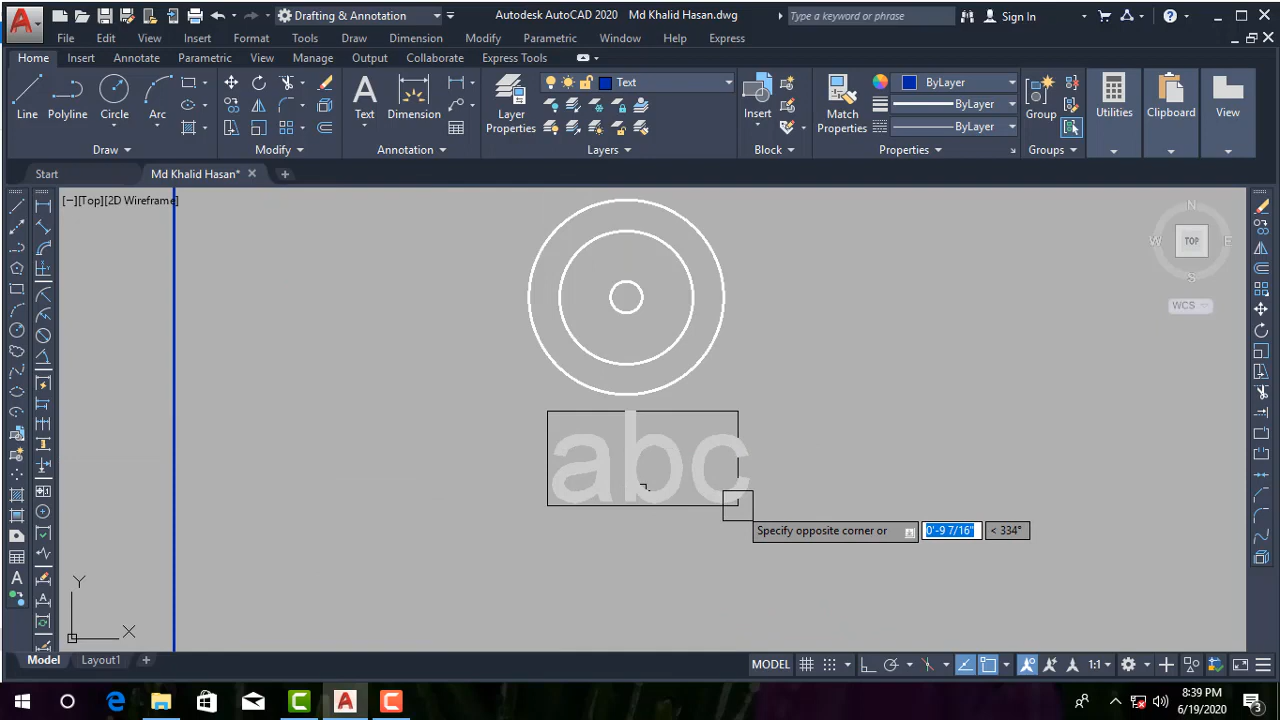 Drafting & Annotation
Autodesk AutoCAD 2020 Md Khalid Hasan.dwg
Type a keyword or phrase
Sign In
File Edit View Insert Format Tools Draw Dimension Modify Parametric Window Help Express
Home Insert Annotate Parametric View Manage Output Collaborate Express Tools
Line Polyline Circle Arc
Draw
Modify
Text Dimension
Annotation
Layer Properties
Text
Layers
Insert
Block
Match Properties
ByLayer
ByLayer
ByLayer
Properties
Group
Groups
Utilities
Clipboard
View
Start Md Khalid Hasan*
[−][Top][2D Wireframe]
N
W TOP E
S
WCS
abc
Specify opposite corner or 0'-9 7/16" < 334°
Y
X
Model Layout1
MODEL 1:1
8:39 PM
6/19/2020
3